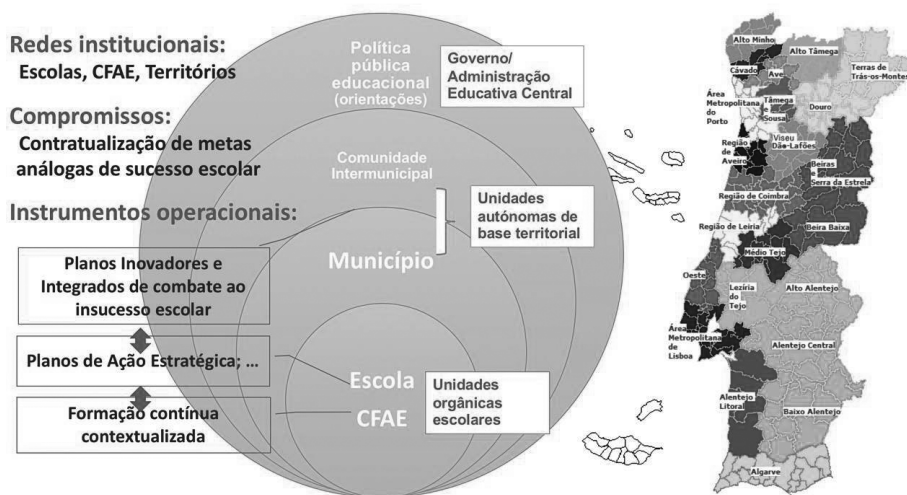 Redes institucionais:
Escolas, CFAE, Territórios
Compromissos:
Contratualização de metas
análogas de sucesso escolar
Instrumentos operacionais:
Planos Inovadores e
Integrados de combate ao
insucesso escolar
Planos de Ação Estratégica; ...
Formação contínua
contextualizada
Política
pública
educacional
(orientações)
Governo/
Administração
Educativa Central
Comunidade
Intermunicipal
Unidades
autónomas de
base territorial
Município
Escola
CFAE
Unidades
orgânicas
escolares
Alto Minho
Alto Tâmega
Terras de
Trás-os-Montes
Cávado
Ave
Área
Metropolitana
do
Porto
Tâmega
e
Sousa
Douro
Região
de
Aveiro
Viseu
Dão-Lafões
Beiras
e
Serra da Estrela
Região de Coimbra
Região de Leiria
Beira Baixa
Médio Tejo
Oeste
Lezíria
do
Tejo
Alto Alentejo
Área
Metropolitana
de
Lisboa
Alentejo Central
Alentejo
Litoral
Baixo Alentejo
Algarve